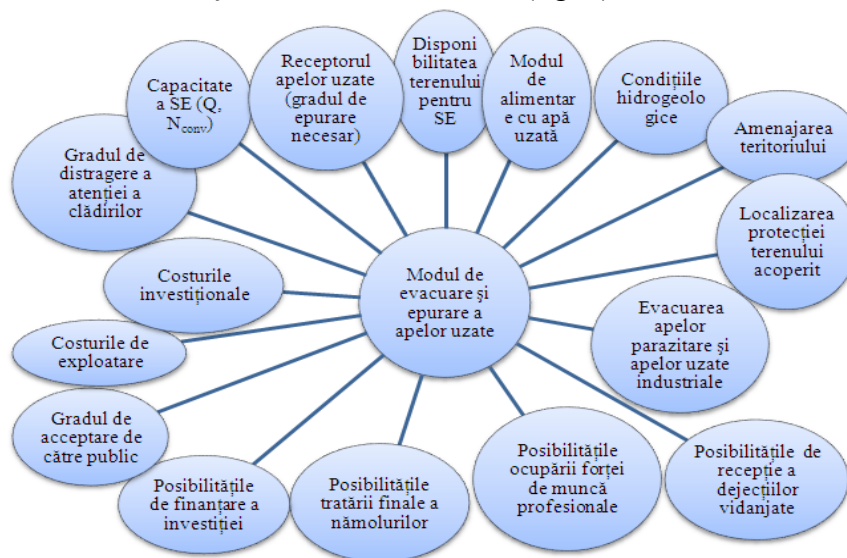 Capacitate
a SE (Q,
Nconv)
Receptorul
apelor uzate
(gradul de
epurare
necesar)
Disponi
bilitatea
terenului
pentru
SE
Modul
de
alimentar
e cu apă
uzată
Condițiile
hidrogeolo
gice
Amenajarea
teritoriului
Localizarea
protecției
terenului
acoperit
Evacuarea
apelor
parazitare și
apelor uzate
industriale
Posibilitățile de
recepție a
dejecțiilor
vidanjate
Posibilitățile
ocupării forței
de muncă
profesionale
Posibilitățile
tratării finale a
nămolurilor
Posibilitățile
de finanțare a
investiției
Gradul de
acceptare de
către public
Costurile de
exploatare
Costurile
investiționale
Gradul de
distragere a
atenției a
clădirilor
Modul de
evacuare și
epurare a
apelor uzate